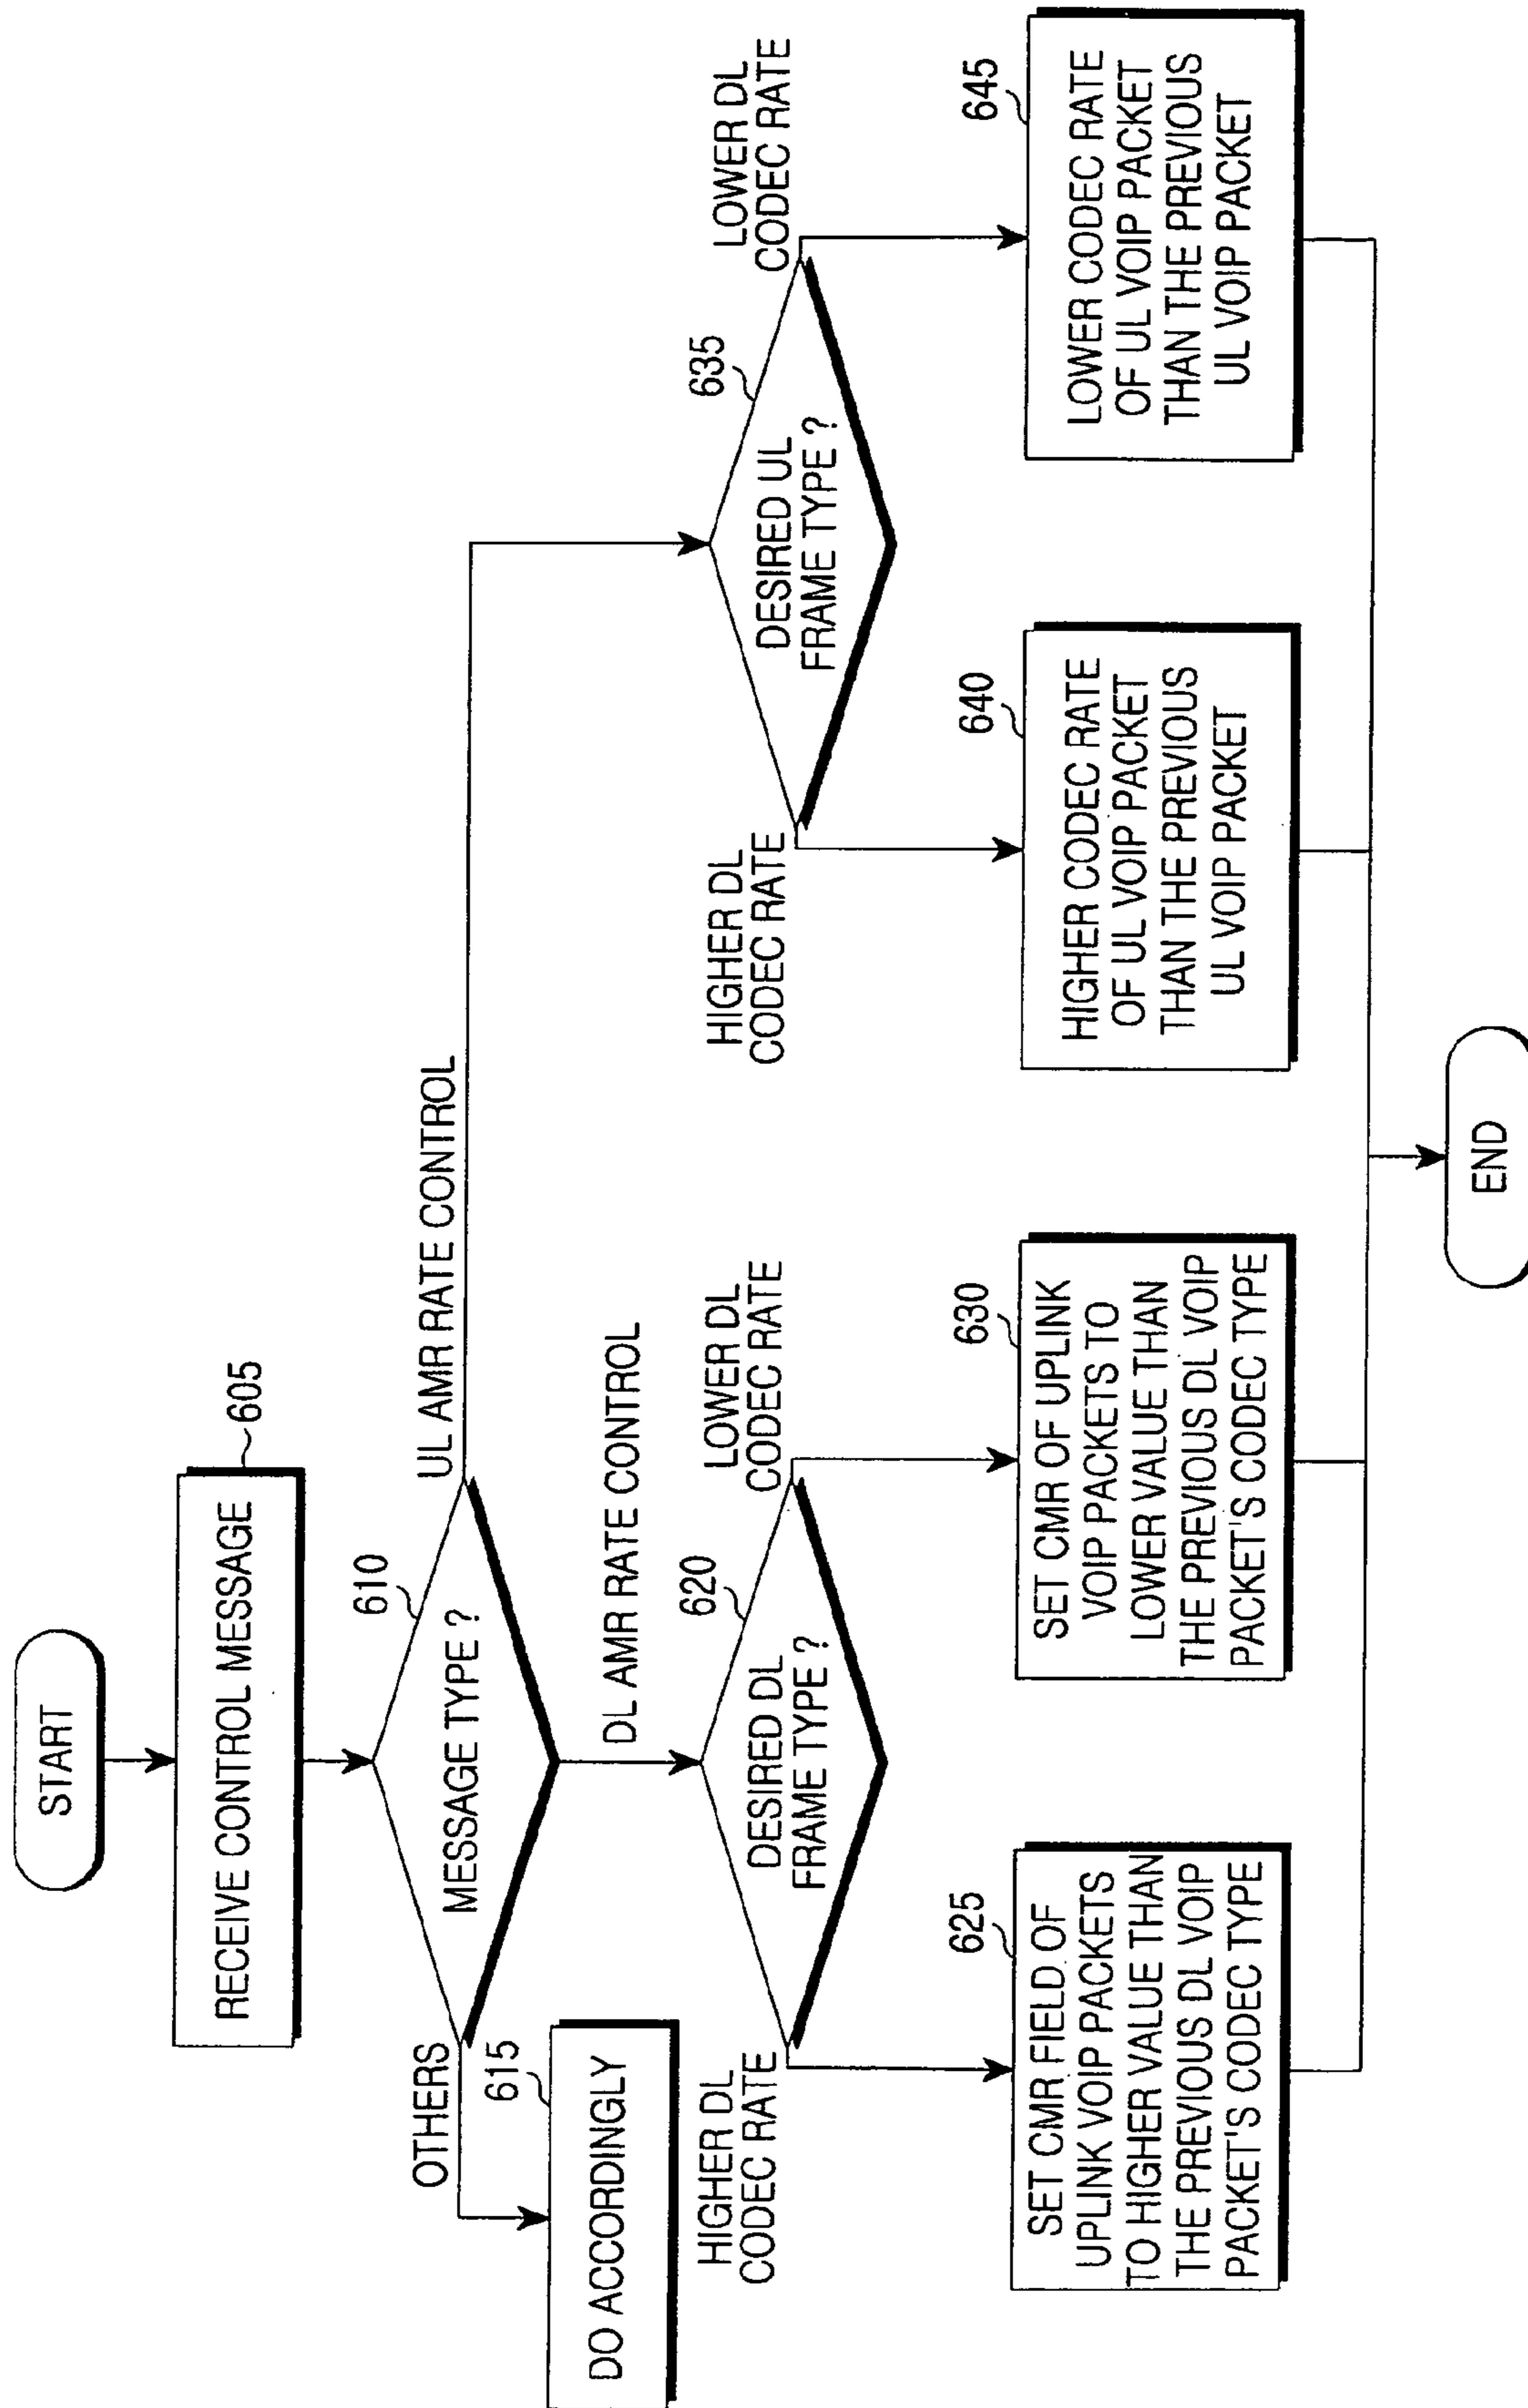 START
RECEIVE CONTROL MESSAGE
605
610
MESSAGE TYPE ?
OTHERS
UL AMR RATE CONTROL
615
DO ACCORDINGLY
DL AMR RATE CONTROL
620
DESIRED DL
FRAME TYPE ?
HIGHER DL
CODEC RATE
LOWER DL
CODEC RATE
635
DESIRED UL
FRAME TYPE ?
HIGHER DL
CODEC RATE
LOWER DL
CODEC RATE
625
SET CMR FIELD OF
UPLINK VOIP PACKETS
TO HIGHER VALUE THAN
THE PREVIOUS DL VOIP
PACKET'S CODEC TYPE
630
SET CMR OF UPLINK
VOIP PACKETS TO
LOWER VALUE THAN
THE PREVIOUS DL VOIP
PACKET'S CODEC TYPE
640
HIGHER CODEC RATE
OF UL VOIP PACKET
THAN THE PREVIOUS
UL VOIP PACKET
645
LOWER CODEC RATE
OF UL VOIP PACKET
THAN THE PREVIOUS
UL VOIP PACKET
END